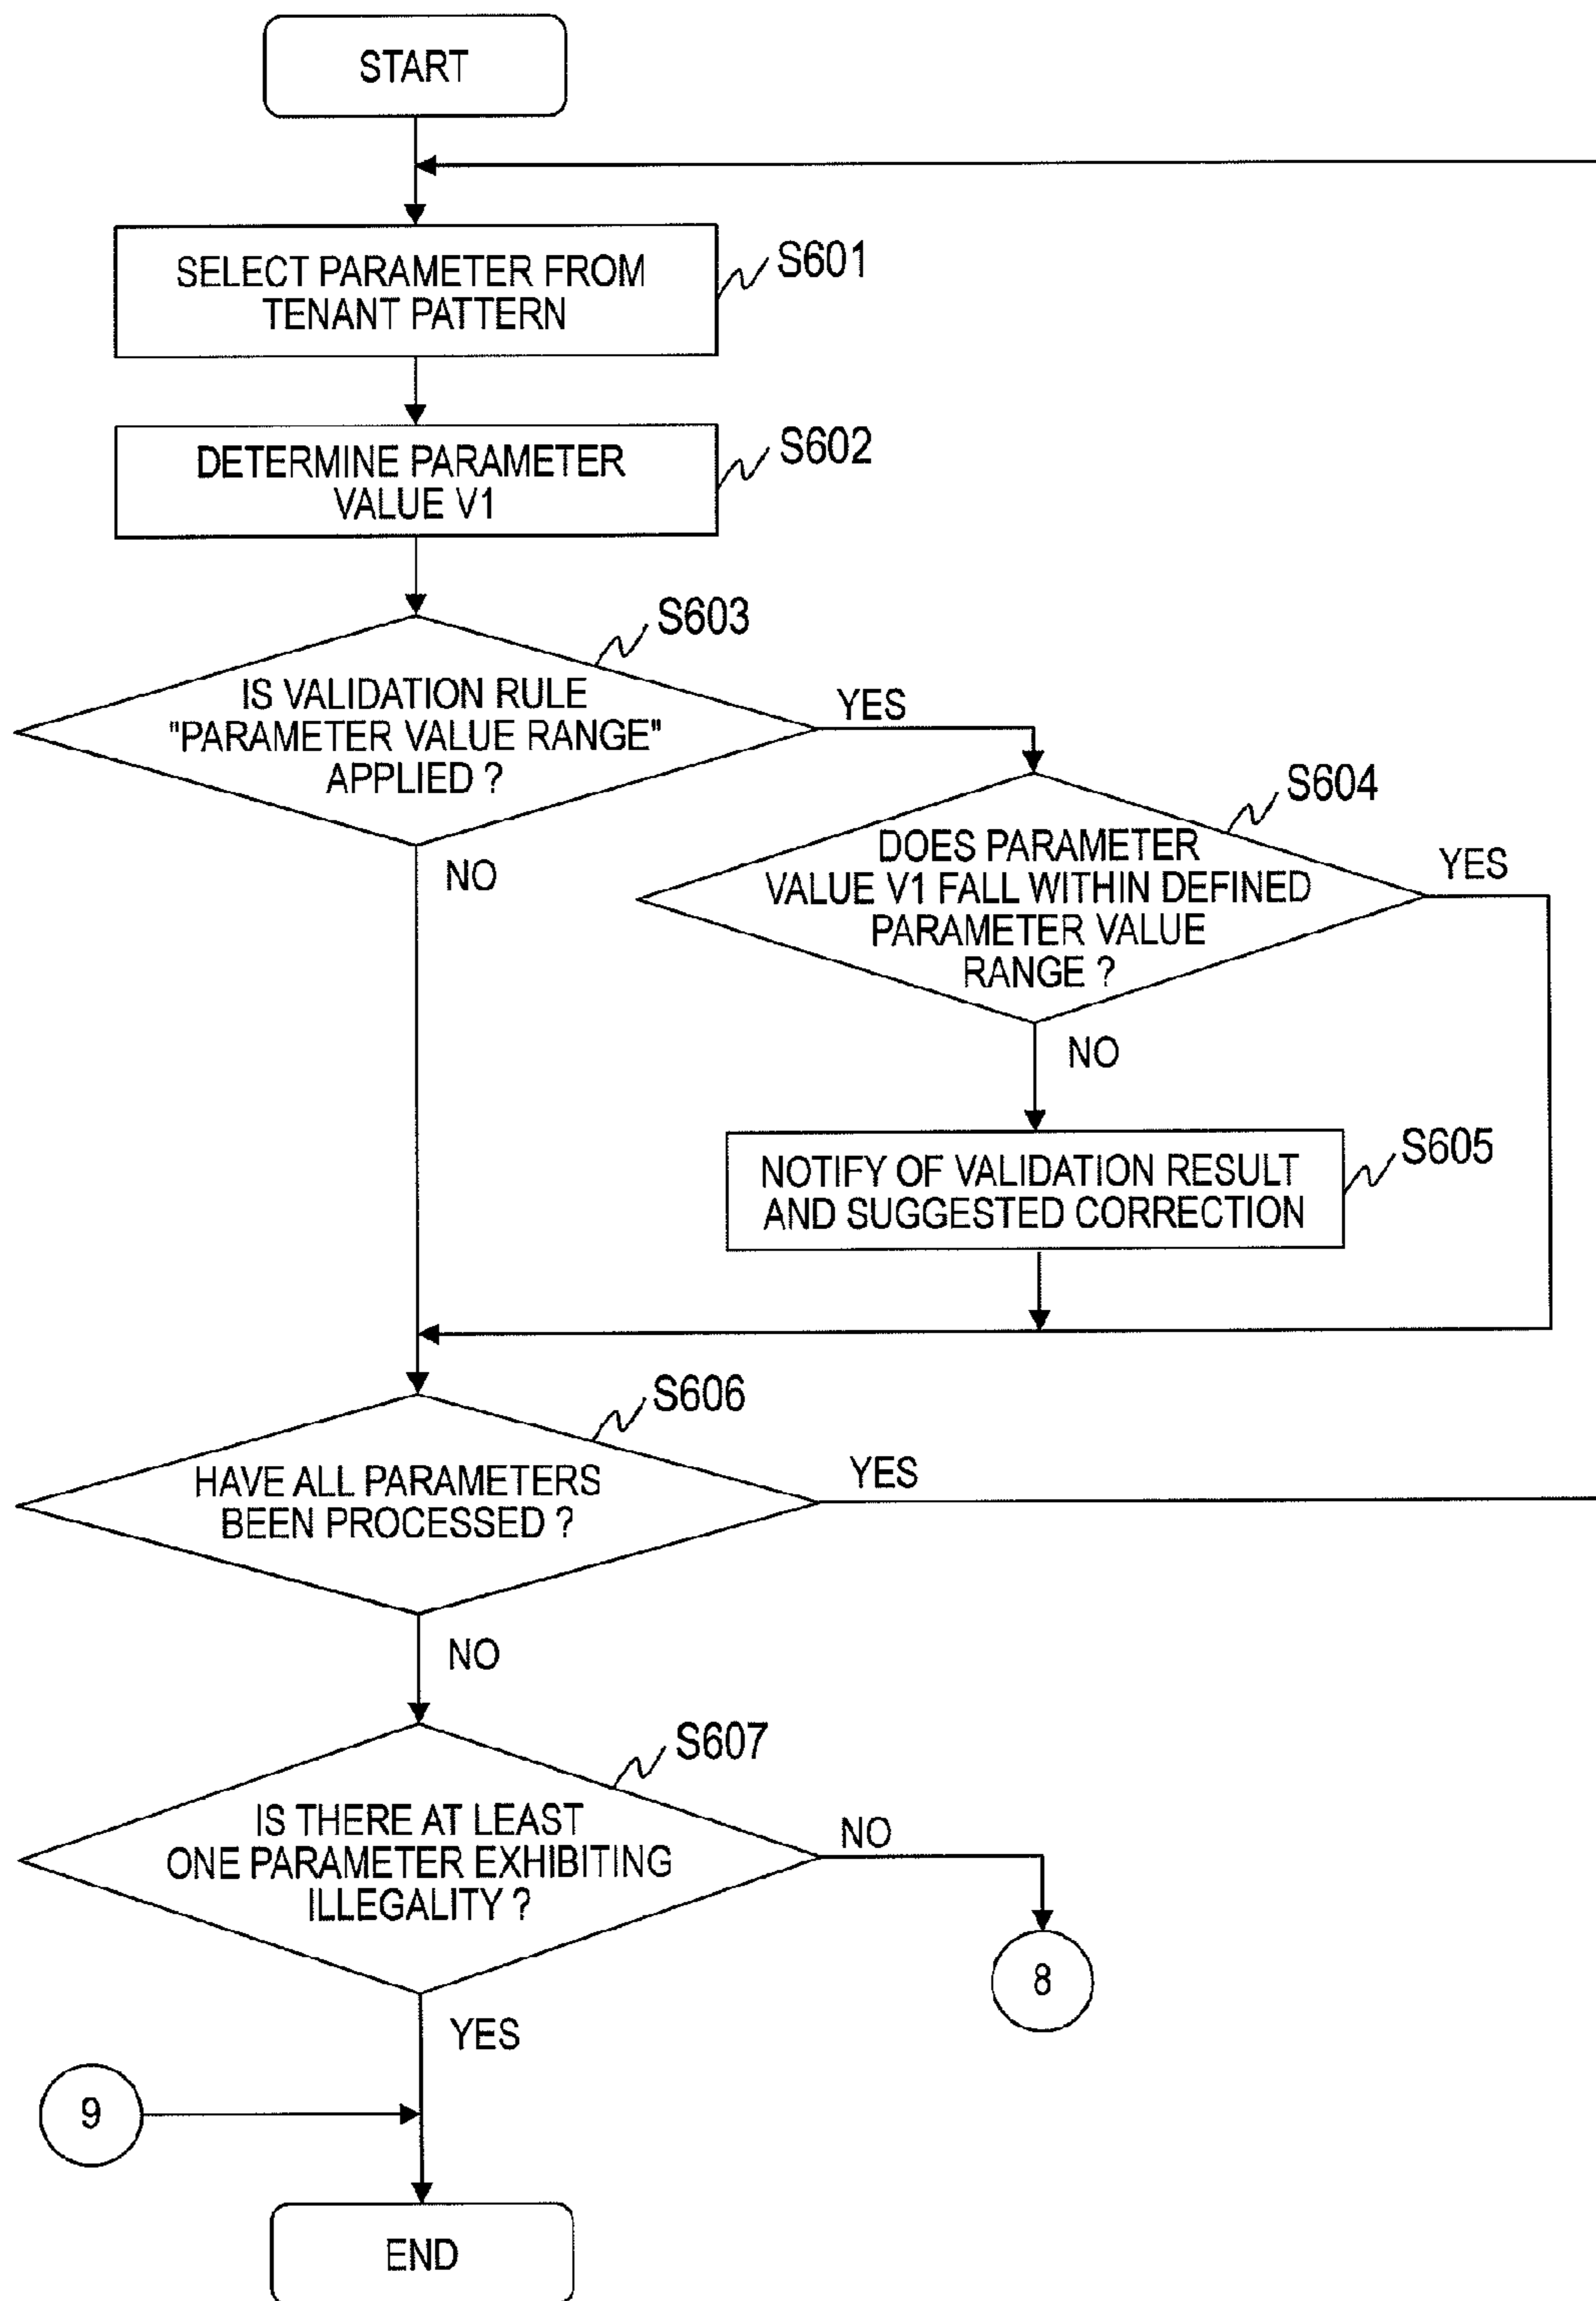 START
SELECT PARAMETER FROM
TENANT PATTERN
S601
DETERMINE PARAMETER
VALUE V1
S602
S603
IS VALIDATION RULE
"PARAMETER VALUE RANGE"
APPLIED ?
YES
NO
S604
DOES PARAMETER
VALUE V1 FALL WITHIN DEFINED
PARAMETER VALUE
RANGE ?
YES
NO
S605
NOTIFY OF VALIDATION RESULT
AND SUGGESTED CORRECTION
S606
HAVE ALL PARAMETERS
BEEN PROCESSED ?
YES
NO
S607
IS THERE AT LEAST
ONE PARAMETER EXHIBITING
ILLEGALITY ?
NO
8
YES
9
END